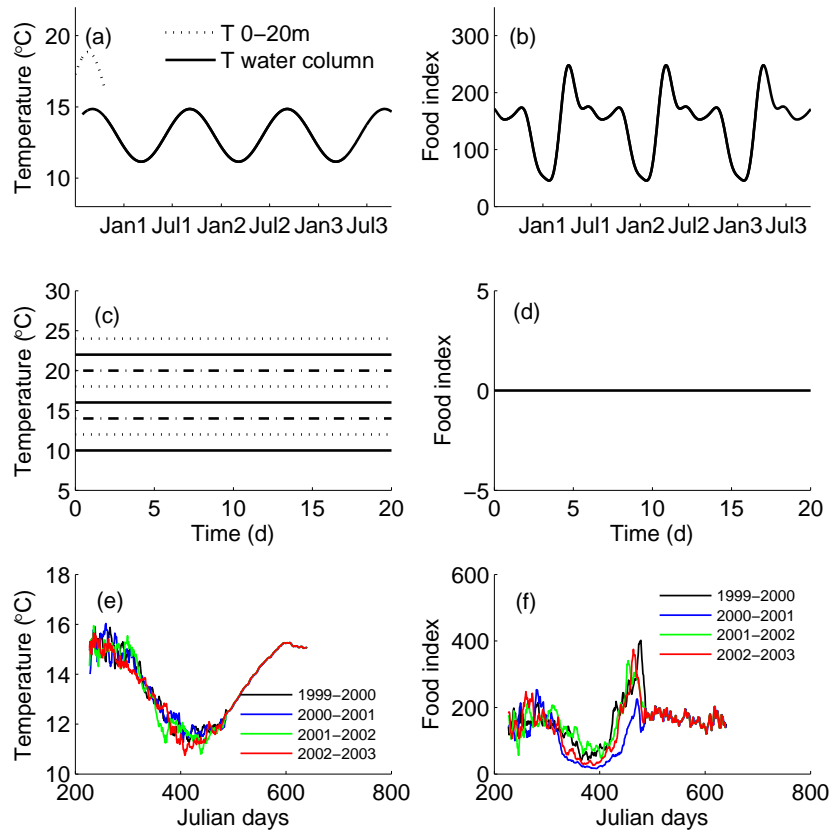 Temperature (°C)
20
15
10
(a)
T 0−20m
T water column
Jan1 Jul1 Jan2 Jul2 Jan3 Jul3
Food index
300
200
100
0
(b)
Jan1 Jul1 Jan2 Jul2 Jan3 Jul3
Temperature (°C)
30
25
20
15
10
5
(c)
0 5 10 15 20
Time (d)
Food index
5
0
−5
(d)
0 5 10 15 20
Time (d)
Temperature (°C)
18
16
14
12
10
(e)
1999−2000
2000−2001
2001−2002
2002−2003
200 400 600 800
Julian days
Food index
600
400
200
0
(f)
1999−2000
2000−2001
2001−2002
2002−2003
200 400 600 800
Julian days